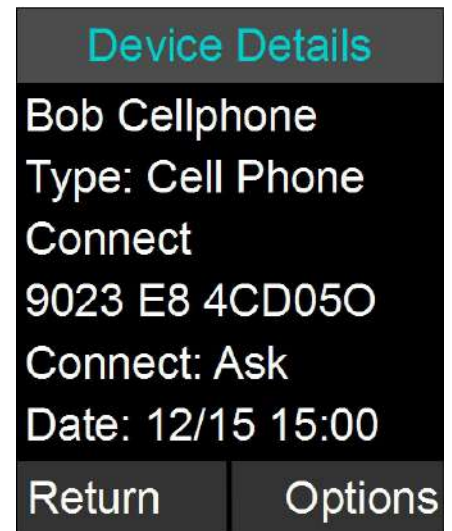 Device Details
Bob Cellphone
Type: Cell Phone
Connect
9023 E8 4CD05O
Connect: Ask
Date: 12/15 15:00
Return Options